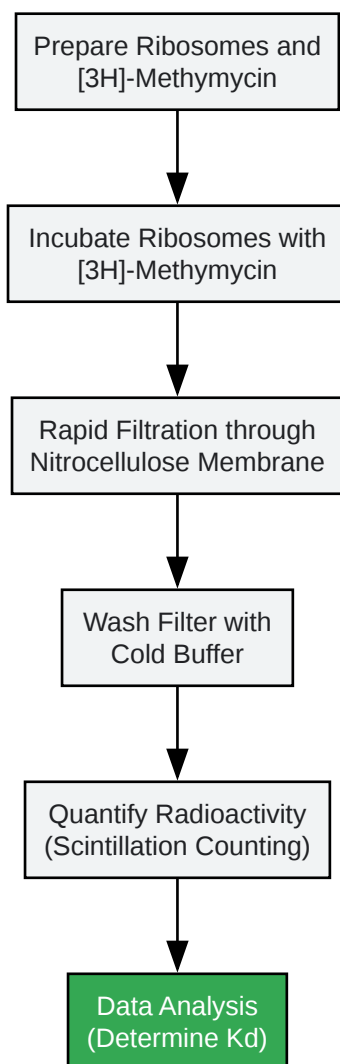 Prepare Ribosomes and
[3H]-Methymycin
Incubate Ribosomes with
[3H]-Methymycin
Rapid Filtration through
Nitrocellulose Membrane
Wash Filter with
Cold Buffer
Quantify Radioactivity
(Scintillation Counting)
Data Analysis
(Determine Kd)